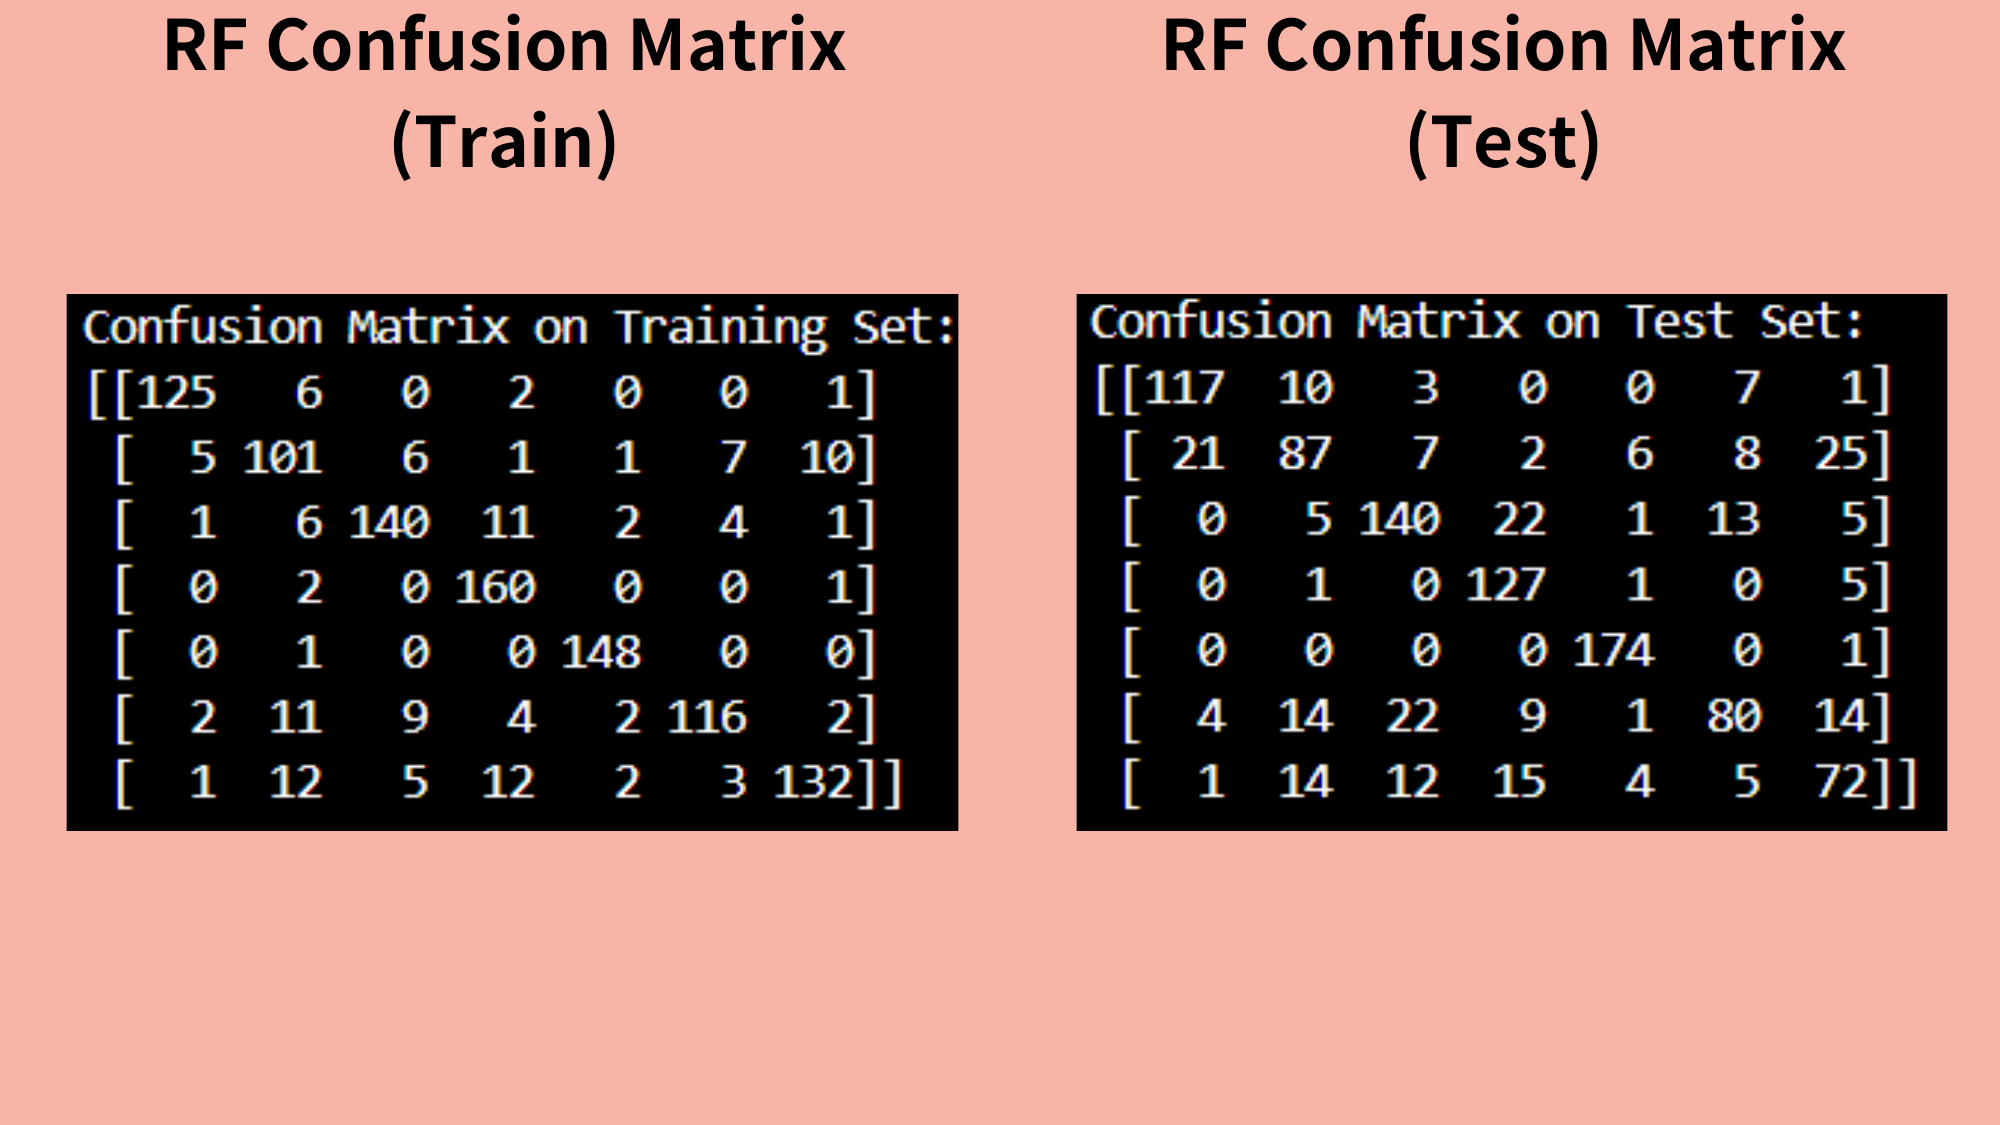 RF Confusion Matrix
(Train)
Confusion Matrix on Training Set:
[[125 6 0 2 0 0 1]
[ 5 101 6 1 1 7 10]
[ 1 6 140 11 2 4 1]
[ 0 2 0 160 0 0 1]
[ 0 1 0 0 148 0 0]
[ 2 11 9 4 2 116 2]
[ 1 12 5 12 2 3 132]]
RF Confusion Matrix
(Test)
Confusion Matrix on Test Set:
[[117 10 3 0 0 7 1]
[ 21 87 7 2 6 8 25]
[ 0 5 140 22 1 13 5]
[ 0 1 0 127 1 0 5]
[ 0 0 0 0 174 0 1]
[ 4 14 22 9 1 80 14]
[ 1 14 12 15 4 5 72]]